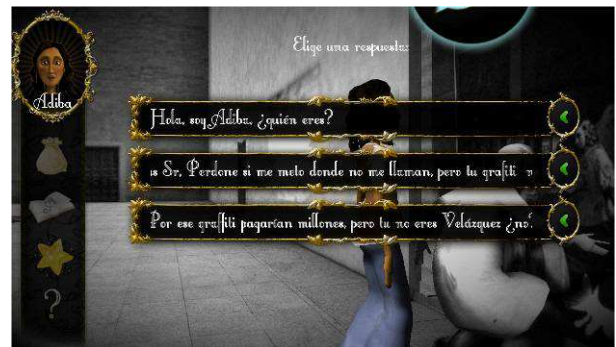 Elige una respuesta:
Adiba
Hola, soy Adiba, ¿quién eres?
s Sr, Perdone si me meto donde no me llaman, pero tu grafiti
Por ese graffiti pagarían millones, pero tu no eres Velázquez ¿no?
?